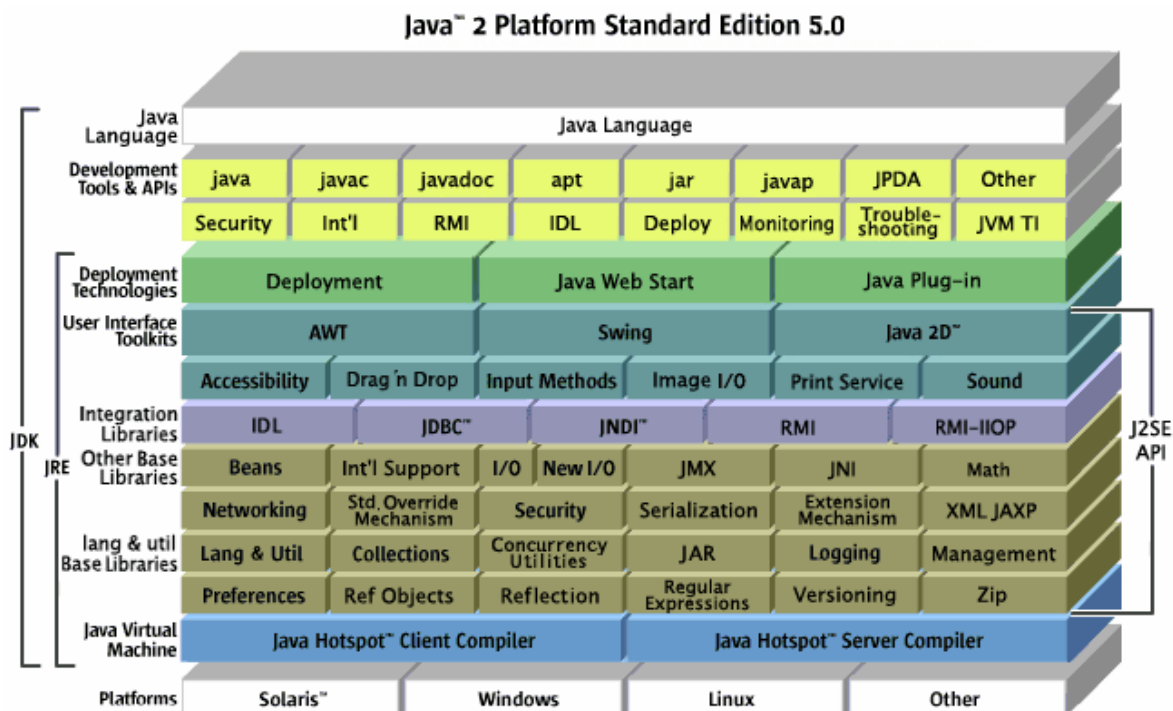 Java™ 2 Platform Standard Edition 5.0
Java
Language
Java Language
Development
Tools & APIs
java javac javadoc apt jar javap JPDA Other
Security Int'l RMI IDL Deploy Monitoring Trouble-
shooting JVM TI
Deployment
Technologies
Deployment Java Web Start Java Plug-in
User Interface
Toolkits
AWT Swing Java 2D™
Accessibility Drag 'n Drop Input Methods Image I/O Print Service Sound
Integration
Libraries
IDL JDBC™ JNDI™ RMI RMI-IIOP
JDK
JRE
J2SE
API
Other Base
Libraries
Beans Int'l Support I/O New I/O JMX JNI Math
Networking Std. Override
Mechanism Security Serialization Extension
Mechanism XML JAXP
lang & util
Base Libraries
Lang & Util Collections Concurrency
Utilities JAR Logging Management
Preferences Ref Objects Reflection Regular
Expressions Versioning Zip
Java Virtual
Machine
Java Hotspot™ Client Compiler Java Hotspot™ Server Compiler
Platforms
Solaris™ Windows Linux Other